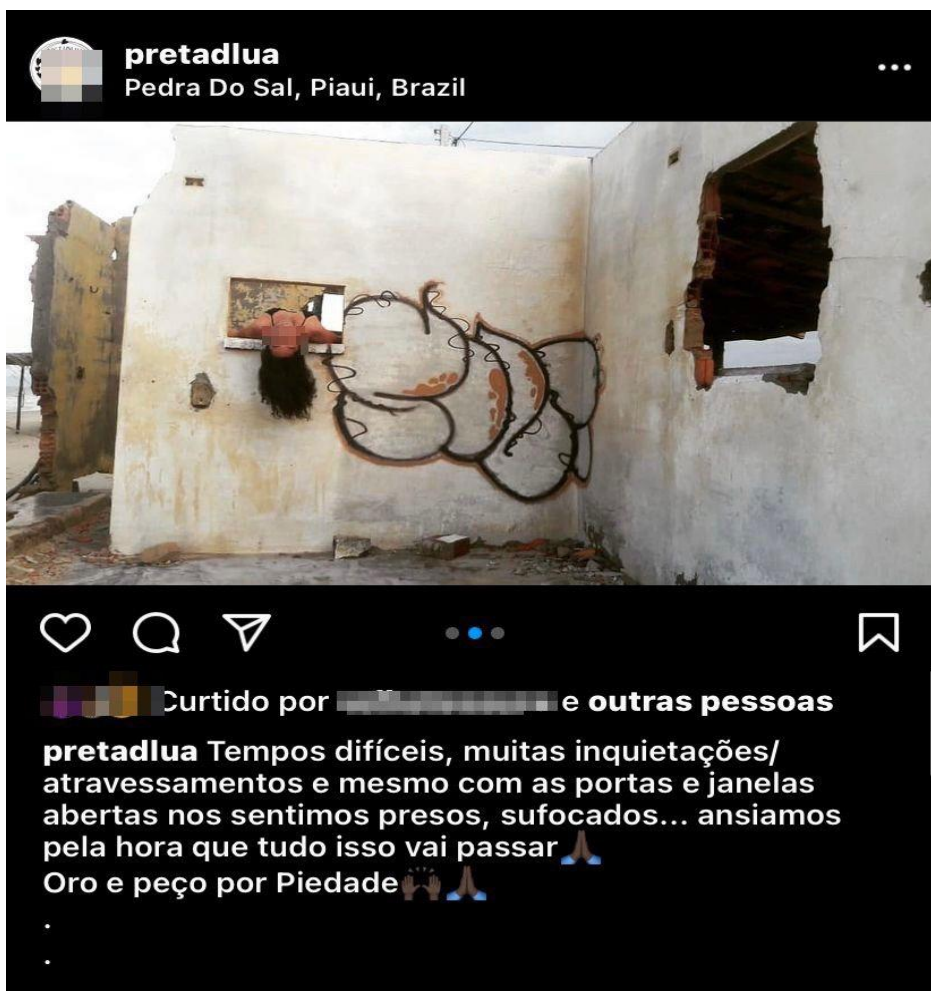 pretadlua
Pedra Do Sal, Piaui, Brazil
Curtido por e outras pessoas
pretadlua Tempos difíceis, muitas inquietações/
atravessamentos e mesmo com as portas e janelas
abertas nos sentimos presos, sufocados... ansiamos
pela hora que tudo isso vai passar🙏🏿
Oro e peço por Piedade🙌🏿🙏🏿
.
.